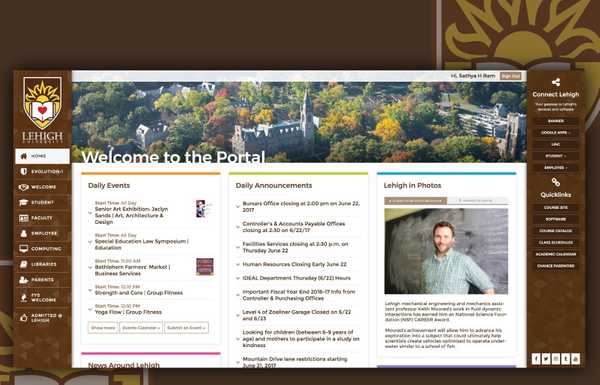 LEHIGH
UNIVERSITY
HOME
EVOLUTION
WELCOME
STUDENT
FACULTY
EMPLOYEE
COMPUTING
LIBRARIES
PARENTS
FYS
WELCOME
ADMITTED @
LEHIGH
Hi, Sathya H Ram
Sign Out
Welcome to the Portal
Daily Events
Start Time: All Day
Senior Art Exhibition: Jaclyn
Sands | Art, Architecture &
Design
Start Time: All Day
Special Education Law Symposium |
Education
Start Time: 11:00 AM
Bethlehem Farmers' Market |
Business Services
Start Time: 12:10 PM
Strength and Core | Group Fitness
Start Time: 12:10 PM
Yoga Flow | Group Fitness
Show more
Events Calendar
Submit an Event
News Around Lehigh
Daily Announcements
Bursars Office closing at 2:00 pm on June 22,
2017
Controller's & Accounts Payable Offices
closing at 2:30 on 6/22/17
Facilities Services closing at 2:30 p.m. on
Thursday June 22
Human Resources Closing Early June 22
IDEAL Department Thursday (6/22) Hours
Important Fiscal Year End 2016-17 Info from
Controller & Purchasing Offices
Level 4 of Zoellner Garage Closed on 6/22
and 6/23
Looking for children (between 6-9 years of
age) and mothers to participate in a study on
kindness
Mountain Drive lane restrictions starting
June 21, 2017
Lehigh in Photos
Lehigh mechanical engineering and mechanics assist-
professor Keith Moored's work in fluid dynamic
interactions has earned him an National Science Foun-
dation (NSF) CAREER Award.
Moored's achievement will allow him to advance his
exploration into a subject that could ultimately help
scientists create vehicles optimised to operate under-
water similar to a school of fish.
Connect Lehigh
Your gateway to Lehigh's
services and software
BANNER
GOOGLE APPS
LINC
STUDENT
EMPLOYEE
Quicklinks
COURSE SITE
SOFTWARE
COURSE CATALOG
CLASS SCHEDULES
ACADEMIC CALENDAR
CHANGE PASSWORD